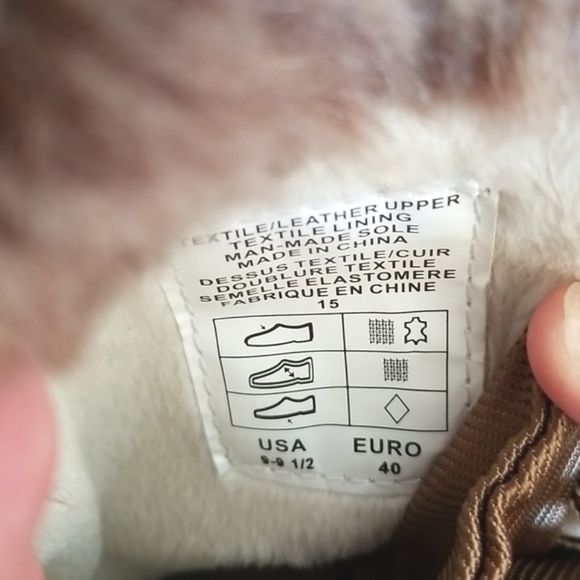 TEXTILE/LEATHER UPPER
TEXTILE LINING
MAN-MADE SOLE
MADE IN CHINA
DESSUS TEXTILE/CUIR
DOUBLURE TEXTILE
SEMELLE ELASTOMERE
FABRIQUE EN CHINE
15
USA EURO
9-9 1/2 40